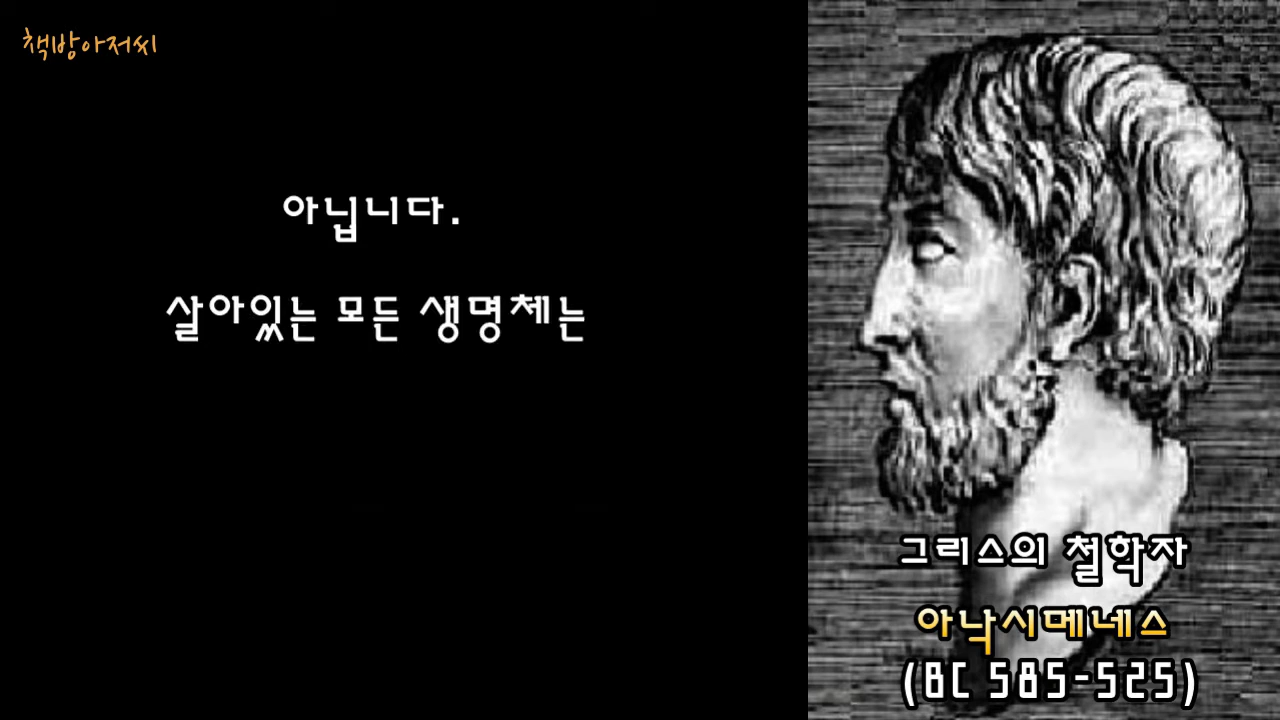 책방아저씨
아닙니다.
살아있는 모든 생명체는
그리스의 철학자
아낙시메네스
(BC 585-525)